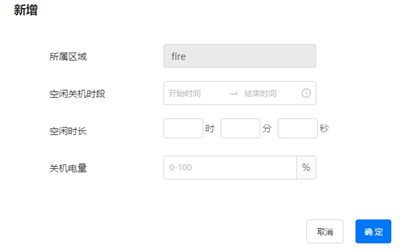 新增
所属区域 fire
空闲关机时段 开始时间 → 结束时间
空闲时长 时 分 秒
关机电量 0-100 %
取消 确定